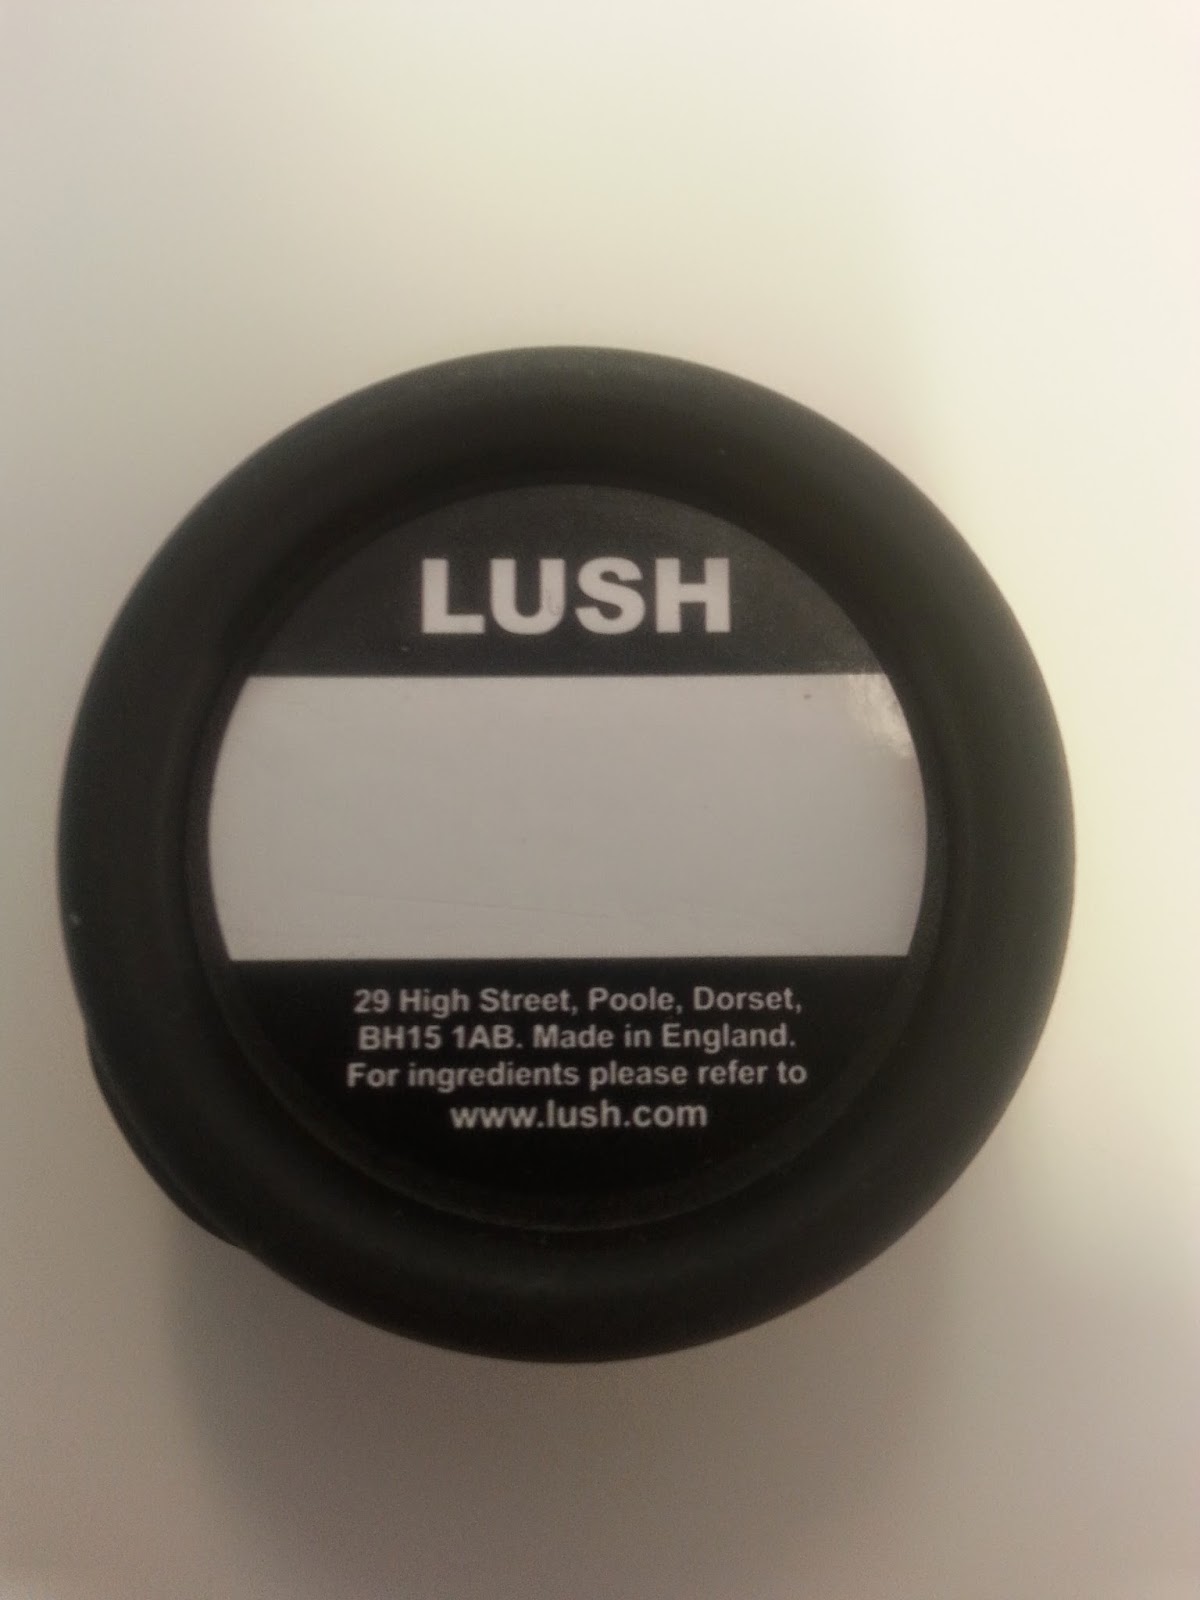 LUSH
29 High Street, Poole, Dorset,
BH15 1AB. Made in England.
For ingredients please refer to
www.lush.com